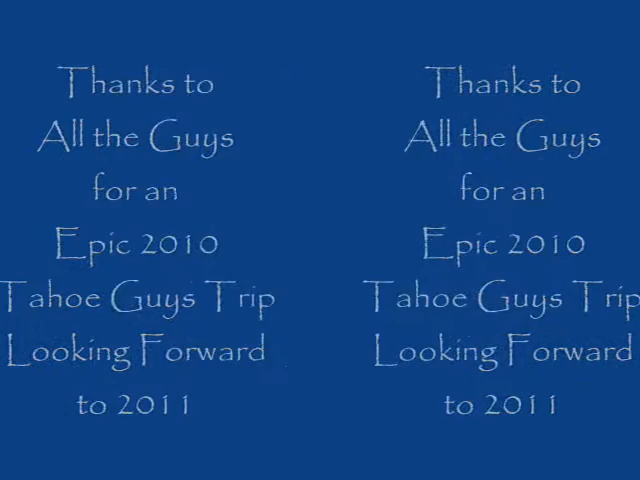 Thanks to
All the Guys
for an
Epic 2010
Tahoe Guys Trip
Looking Forward
to 2011
Thanks to
All the Guys
for an
Epic 2010
Tahoe Guys Trip
Looking Forward
to 2011